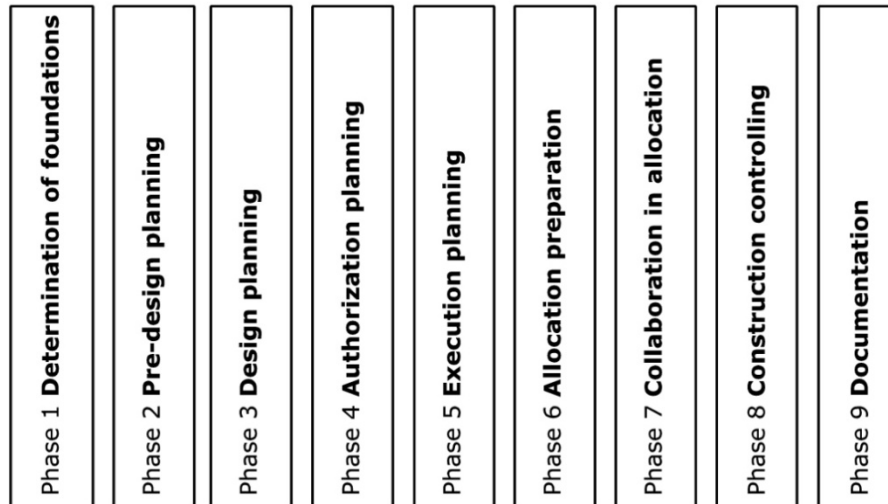 Phase 1 Determination of foundations
Phase 2 Pre-design planning
Phase 3 Design planning
Phase 4 Authorization planning
Phase 5 Execution planning
Phase 6 Allocation preparation
Phase 7 Collaboration in allocation
Phase 8 Construction controlling
Phase 9 Documentation